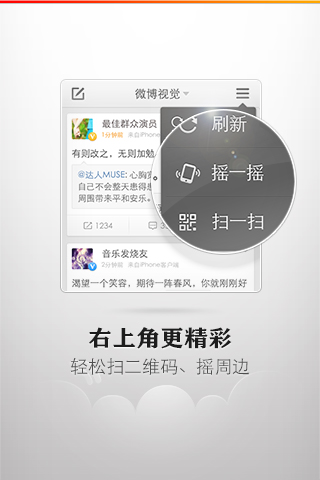 微博视觉
最佳群众演员
1分钟前 来自iPhone
有则改之，无则加勉
@达人MUSE: 心胸
自己不会整天患得患
周围带来平和安乐。
1234
刷新
摇一摇
扫一扫
音乐发烧友
2分钟前 来自iPhone客户端
渴望一个笑容，期待一阵春风，你就刚刚好
右上角更精彩
轻松扫二维码、摇周边